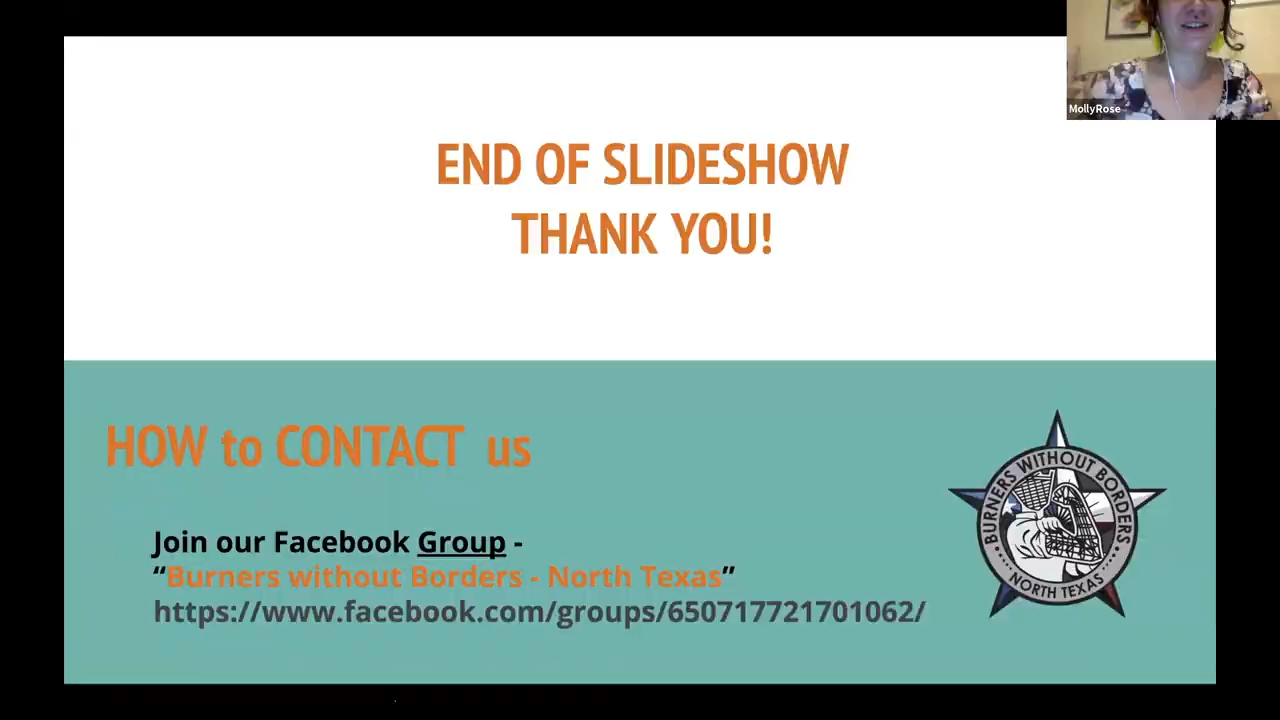 MollyRose
END OF SLIDESHOW
THANK YOU!
HOW to CONTACT us
Join our Facebook Group -
“Burners without Borders - North Texas”
https://www.facebook.com/groups/650717721701062/
BURNERS WITHOUT BORDERS
NORTH TEXAS